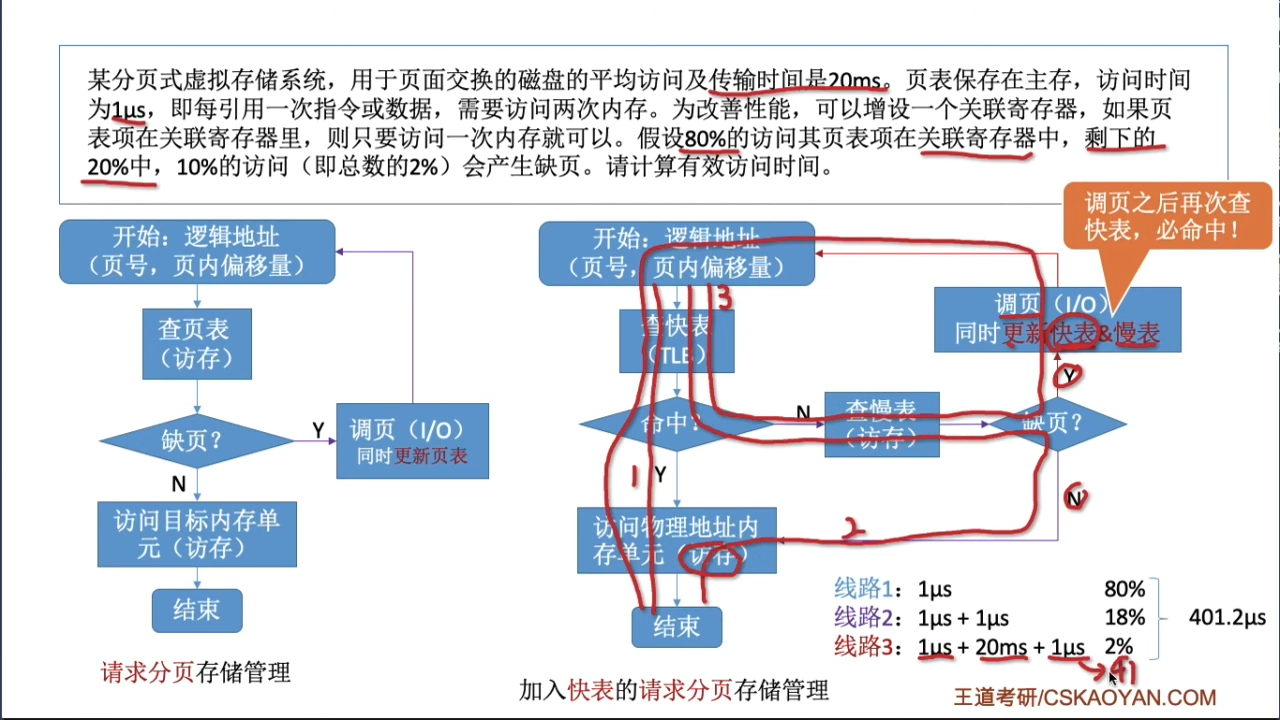 某分页式虚拟存储系统，用于页面交换的磁盘的平均访问及传输时间是20ms。页表保存在主存，访问时间
为1μs，即每引用一次指令或数据，需要访问两次内存。为改善性能，可以增设一个关联寄存器，如果页
表项在关联寄存器里，则只要访问一次内存就可以。假设80%的访问其页表项在关联寄存器中，剩下的
20%中，10%的访问（即总数的2%）会产生缺页。请计算有效访问时间。
调页之后再次查
快表，必命中！
开始：逻辑地址
（页号，页内偏移量）
查页表
（访存）
缺页？
Y
调页（I/O）
同时更新页表
N
访问目标内存单
元（访存）
结束
请求分页存储管理
开始：逻辑地址
（页号，页内偏移量）
3
查快表
（TLB）
调页（I/O）
同时更新快表&慢表
Y
命中？
N
查慢表
（访存）
缺页？
1
Y
N
2
访问物理地址内
存单元（访存）
结束
加入快表的请求分页存储管理
线路1：1μs 80%
线路2：1μs + 1μs 18%
线路3：1μs + 20ms + 1μs 2%
401.2μs
王道考研/CSKAOYAN.COM